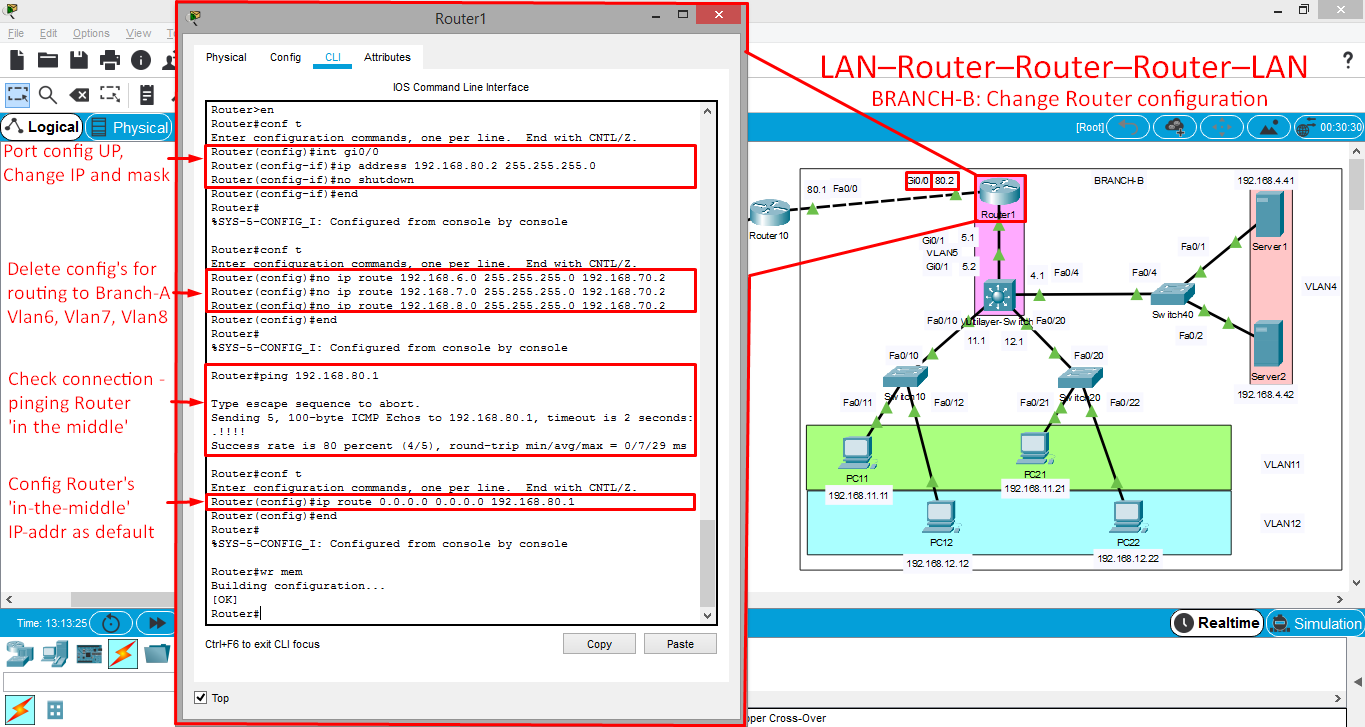 Router1
File Edit Options View
LAN–Router–Router–Router–LAN
BRANCH-B: Change Router configuration
?
Logical
Physical
[Root]
00:30:30
Physical Config CLI Attributes
IOS Command Line Interface
Router>en
Router#conf t
Enter configuration commands, one per line.  End with CNTL/Z.
Router(config)#int gi0/0
Router(config-if)#ip address 192.168.80.2 255.255.255.0
Router(config-if)#no shutdown
Router(config-if)#end
Router#
%SYS-5-CONFIG_I: Configured from console by console
Router#conf t
Router(config)#no ip route 192.168.6.0 255.255.255.0 192.168.70.2
Router(config)#no ip route 192.168.7.0 255.255.255.0 192.168.70.2
Router(config)#no ip route 192.168.8.0 255.255.255.0 192.168.70.2
Router(config)#end
Router#
%SYS-5-CONFIG_I: Configured from console by console
Router#ping 192.168.80.1
Type escape sequence to abort.
Sending 5, 100-byte ICMP Echos to 192.168.80.1, timeout is 2 seconds:
.!!!!
Success rate is 80 percent (4/5), round-trip min/avg/max = 0/7/29 ms
Router#conf t
Enter configuration commands, one per line.  End with CNTL/Z.
Router(config)#ip route 0.0.0.0 0.0.0.0 192.168.80.1
Router(config)#end
Router#
%SYS-5-CONFIG_I: Configured from console by console
Router#wr mem
Building configuration...
[OK]
Router#
Ctrl+F6 to exit CLI focus
Copy
Paste
Top
Port config UP,
Change IP and mask
Delete config's for
routing to Branch-A
Vlan6, Vlan7, Vlan8
Check connection -
pinging Router
'in the middle'
Config Router's
'in-the-middle'
IP-addr as default
Time: 13:13:25
Gi0/0 80.2
BRANCH-B
192.168.4.41
80.1 Fa0/0
Router1
Router10
Gi0/1 5.1
VLAN5
Gi0/1 5.2
Server1
Fa0/1
4.1 Fa0/4
Fa0/4
VLAN4
Switch40
Multilayer-Switch
Fa0/10
Fa0/20
Fa0/2
11.1 12.1
Fa0/10
Fa0/20
Server2
Switch10
Switch20
192.168.4.42
Fa0/11
Fa0/12
Fa0/21
Fa0/22
PC11
PC21
VLAN11
192.168.11.11
192.168.11.21
VLAN12
PC12
PC22
192.168.12.12
192.168.12.22
Realtime
Simulation
pper Cross-Over